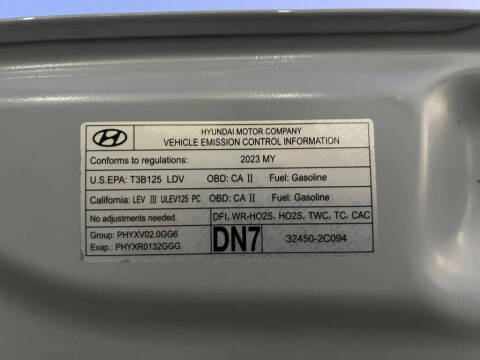 HYUNDAI MOTOR COMPANY
VEHICLE EMISSION CONTROL INFORMATION
Conforms to regulations: 2023 MY
U.S.EPA: T3B125 LDV OBD: CA II Fuel: Gasoline
California: LEV III ULEV125 PC OBD: CA II Fuel: Gasoline
No adjustments needed. DFI, WR-HO2S, HO2S, TWC, TC, CAC
Group: PHYXV02.0GG6
Evap.: PHYXR0132GGG
DN7 32450-2C094